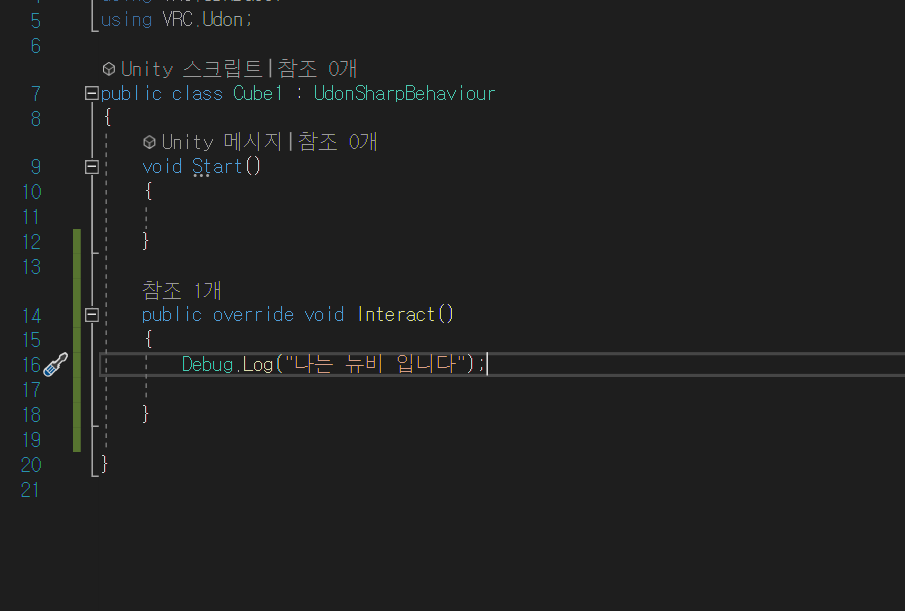 5 using VRC.Udon;
6
Unity 스크립트|참조 0개
7 public class Cube1 : UdonSharpBehaviour
8 {
Unity 메시지|참조 0개
9 void Start()
10 {
11
12 }
13
참조 1개
14 public override void Interact()
15 {
16 Debug.Log("나는 뉴비 입니다");
17
18 }
19
20 }
21